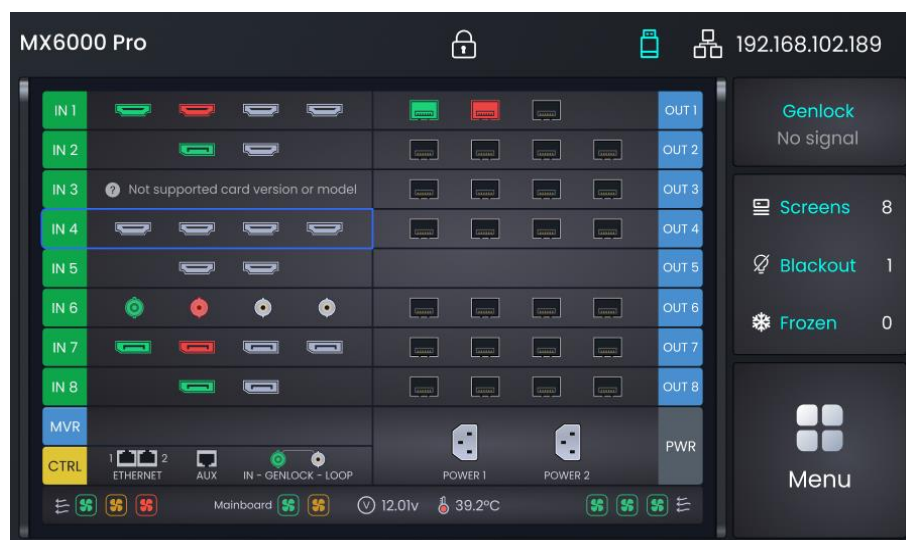 MX6000 Pro
192.168.102.189
IN 1
OUT 1
IN 2
OUT 2
IN 3
? Not supported card version or model
OUT 3
IN 4
OUT 4
IN 5
OUT 5
IN 6
OUT 6
IN 7
OUT 7
IN 8
OUT 8
MVR
CTRL
1
2
ETHERNET
AUX
IN - GENLOCK - LOOP
POWER 1
POWER 2
PWR
Mainboard
V 12.01v
39.2°C
Genlock
No signal
Screens 8
Blackout 1
Frozen 0
Menu